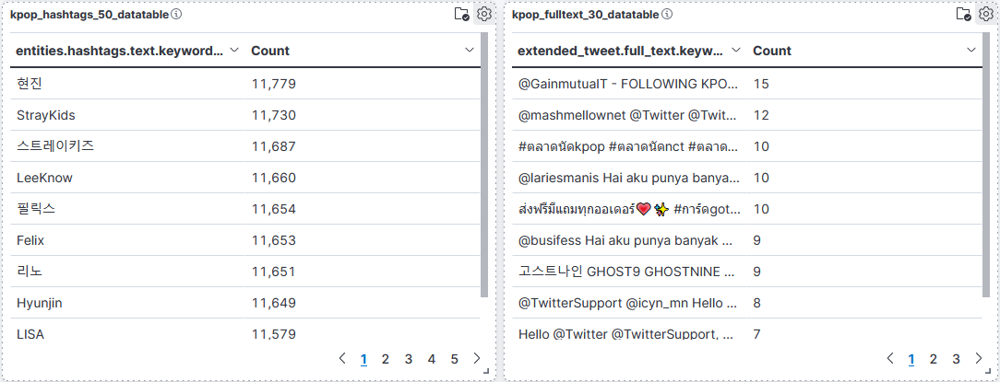 kpop_hashtags_50_datatable
entities.hashtags.text.keyword... Count
현진 11,779
StrayKids 11,730
스트레이키즈 11,687
LeeKnow 11,660
필릭스 11,654
Felix 11,653
리노 11,651
Hyunjin 11,649
LISA 11,579
1 2 3 4 5
kpop_fulltext_30_datatable
extended_tweet.full_text.keyw... Count
@GainmutuaIT - FOLLOWING KPO... 15
@mashmellownet @Twitter @Twit... 12
#ตลาดนัดkpop #ตลาดนัดnct #ตลาด... 10
@lariesmanis Hai aku punya banya... 10
ส่งฟรีมีแถมทุกออเดอร์💗✨ #การ์ดgot... 10
@busifess Hai aku punya banyak ... 9
고스트나인 GHOST9 GHOSTNINE ... 9
@TwitterSupport @icyn_mn Hello ... 8
Hello @Twitter @TwitterSupport, ... 7
1 2 3